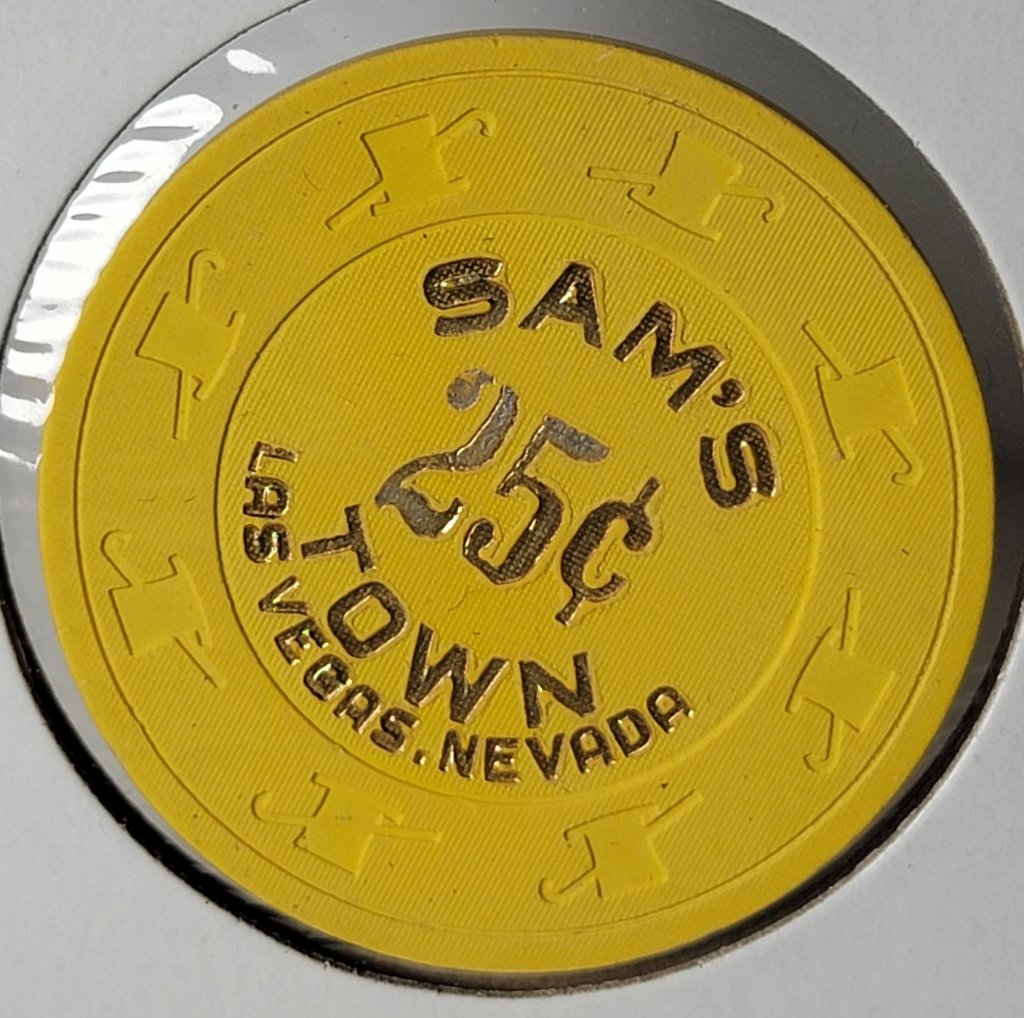 SAM'S
25¢
TOWN
LAS VEGAS, NEVADA